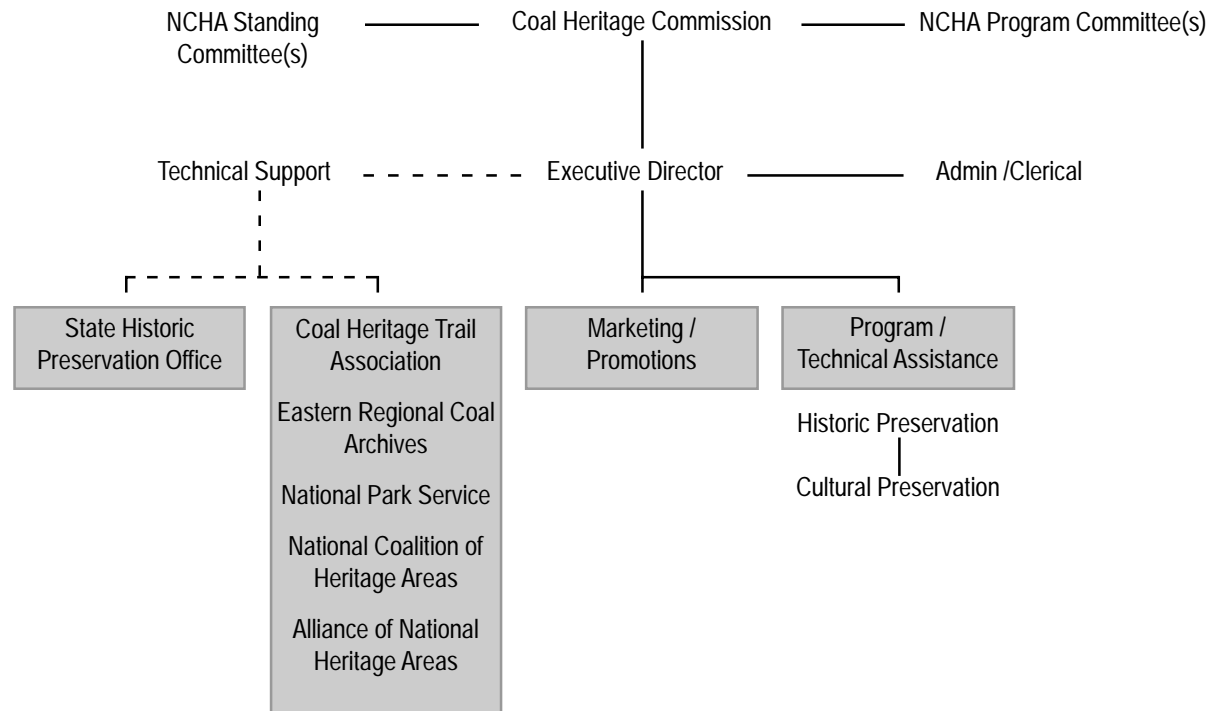 NCHA Standing
Committee(s)
Coal Heritage Commission
NCHA Program Committee(s)
Technical Support
Executive Director
Admin /Clerical
State Historic
Preservation Office
Coal Heritage Trail
Association
Eastern Regional Coal
Archives
National Park Service
National Coalition of
Heritage Areas
Alliance of National
Heritage Areas
Marketing /
Promotions
Program /
Technical Assistance
Historic Preservation
Cultural Preservation